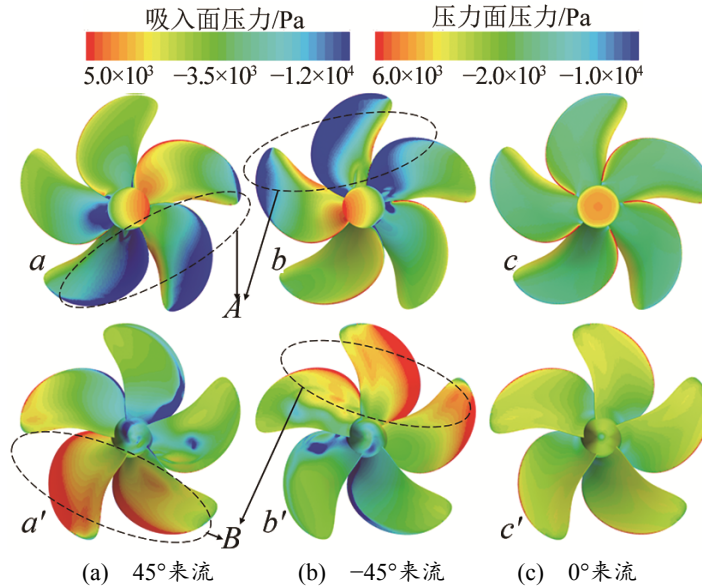 吸入面压力/Pa 压力面压力/Pa
5.0×10³ −3.5×10³ −1.2×10⁴ 6.0×10³ −2.0×10³ −1.0×10⁴
a b c
A
a′ b′ c′
B
(a) 45°来流 (b) −45°来流 (c) 0°来流